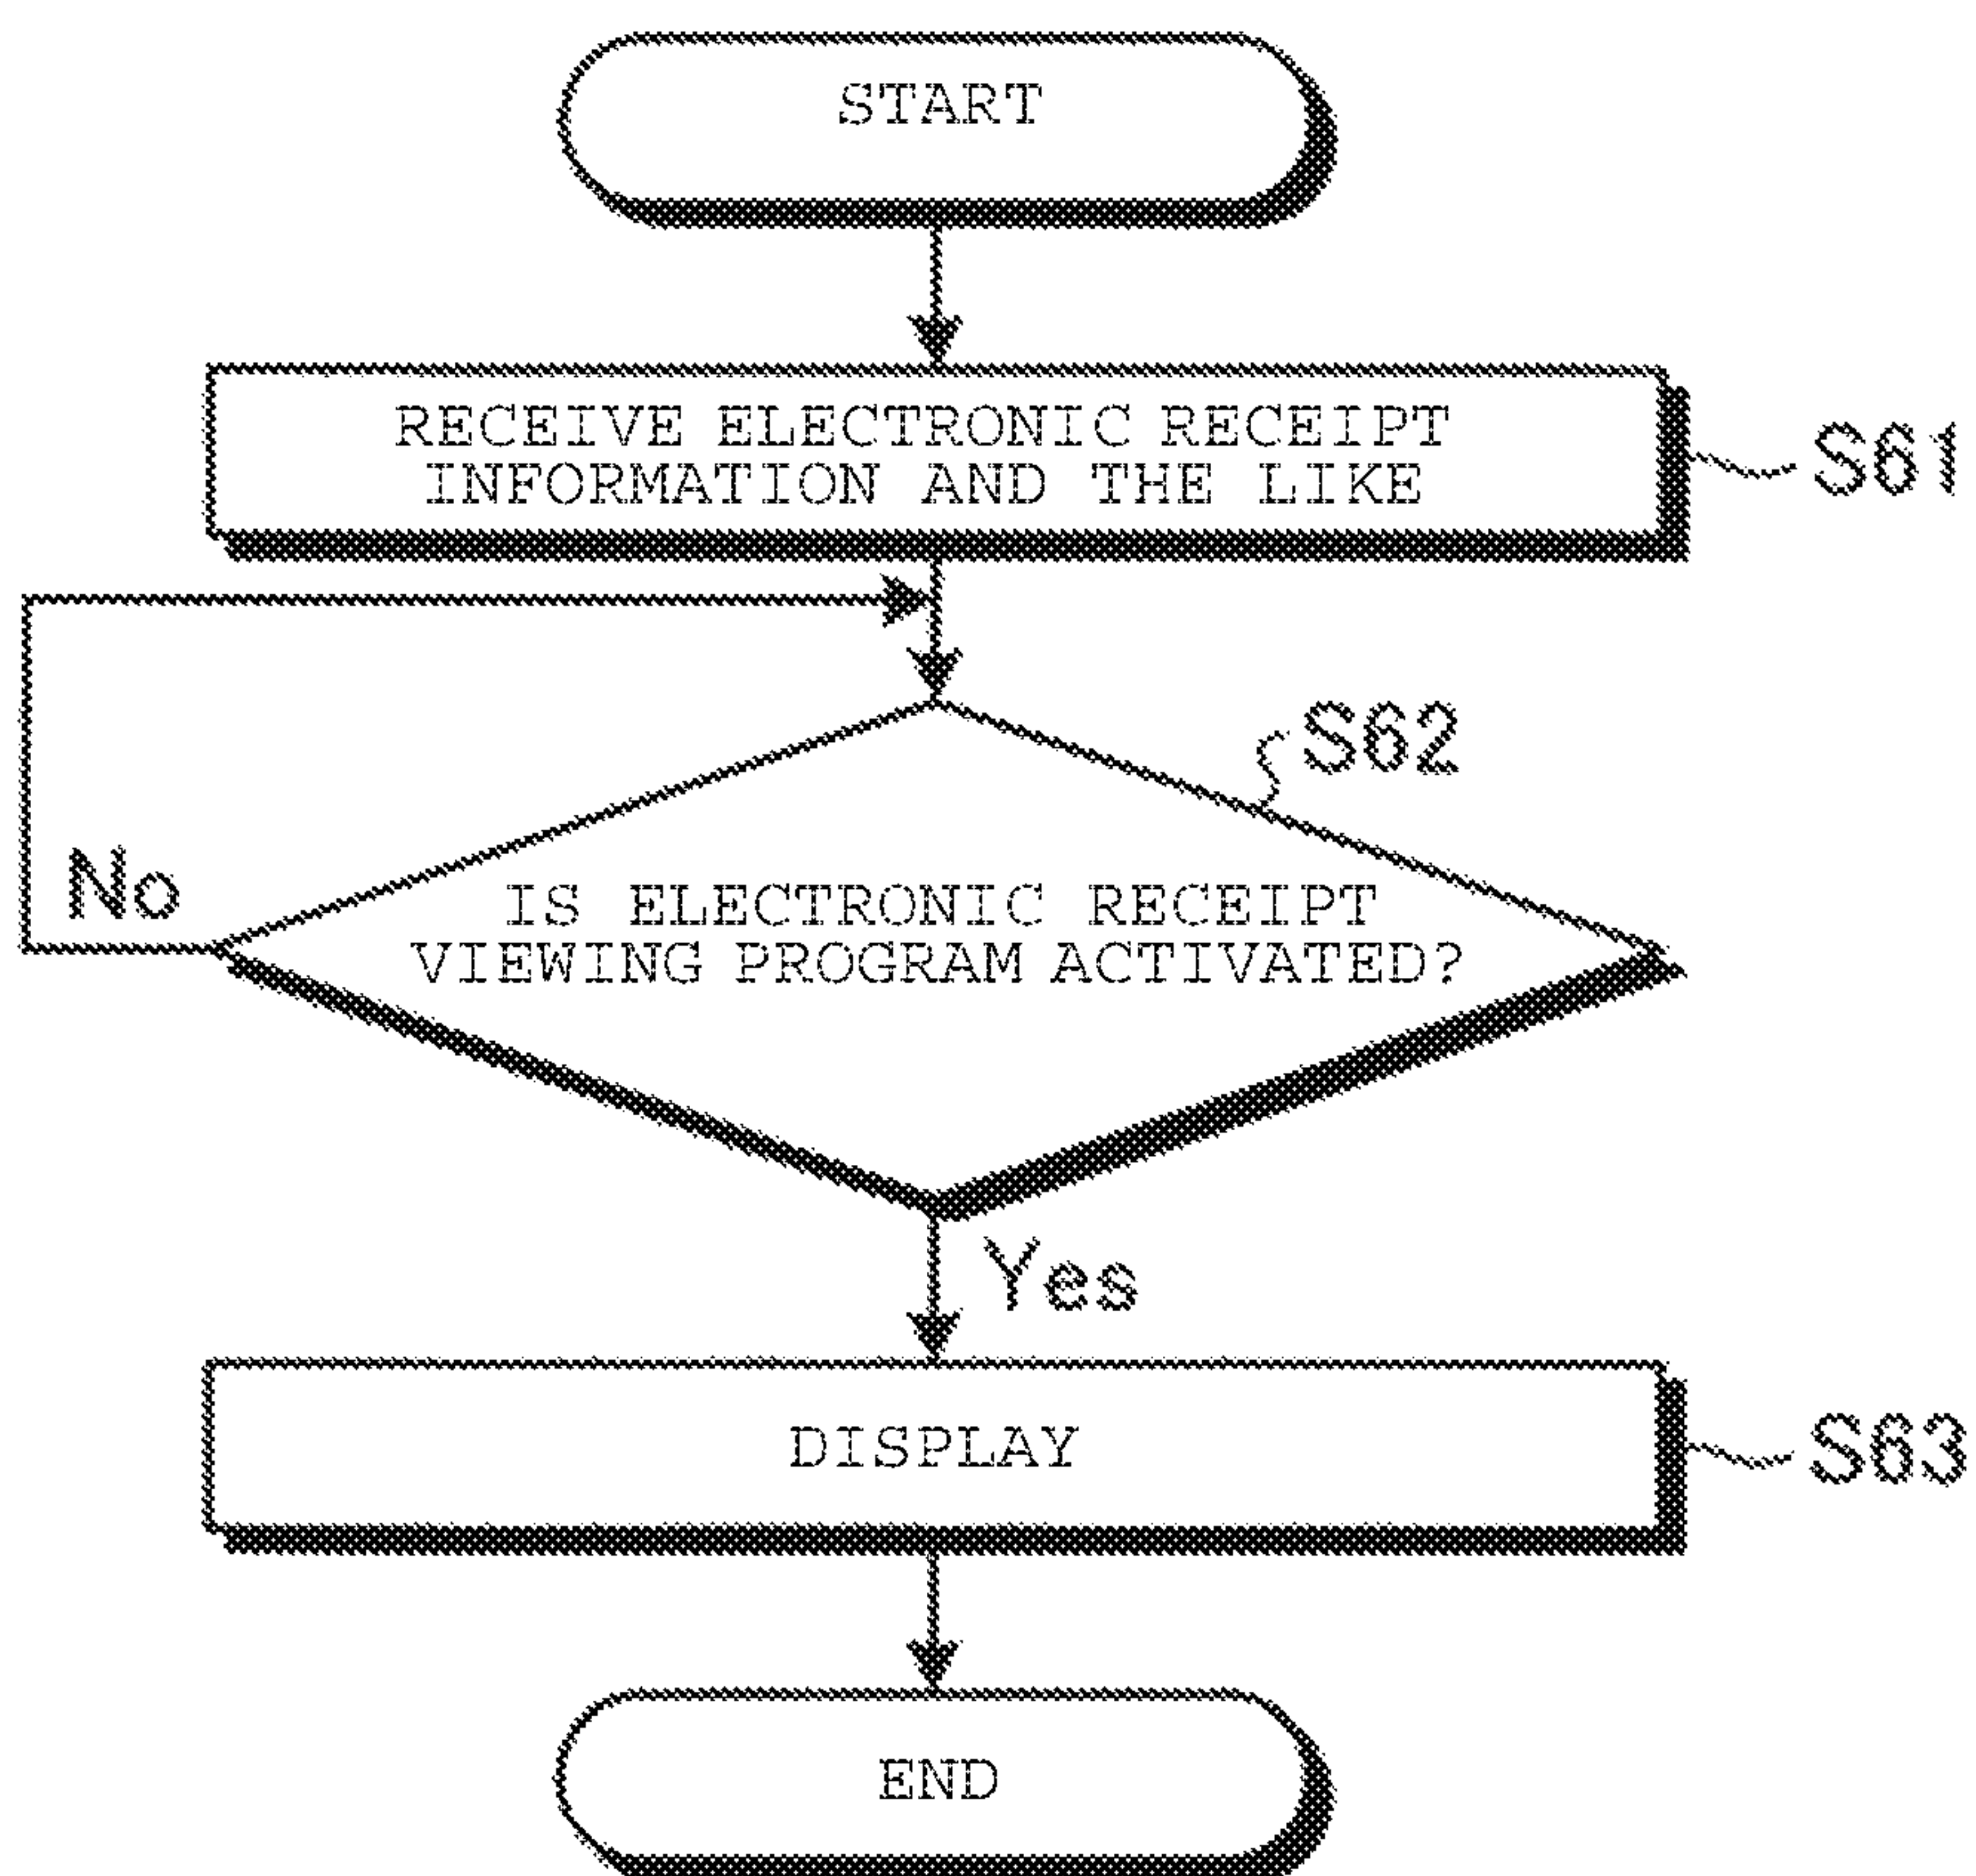 START
RECEIVE ELECTRONIC RECEIPT
INFORMATION AND THE LIKE
S61
S62
No
IS ELECTRONIC RECEIPT
VIEWING PROGRAM ACTIVATED?
Yes
DISPLAY
S63
END